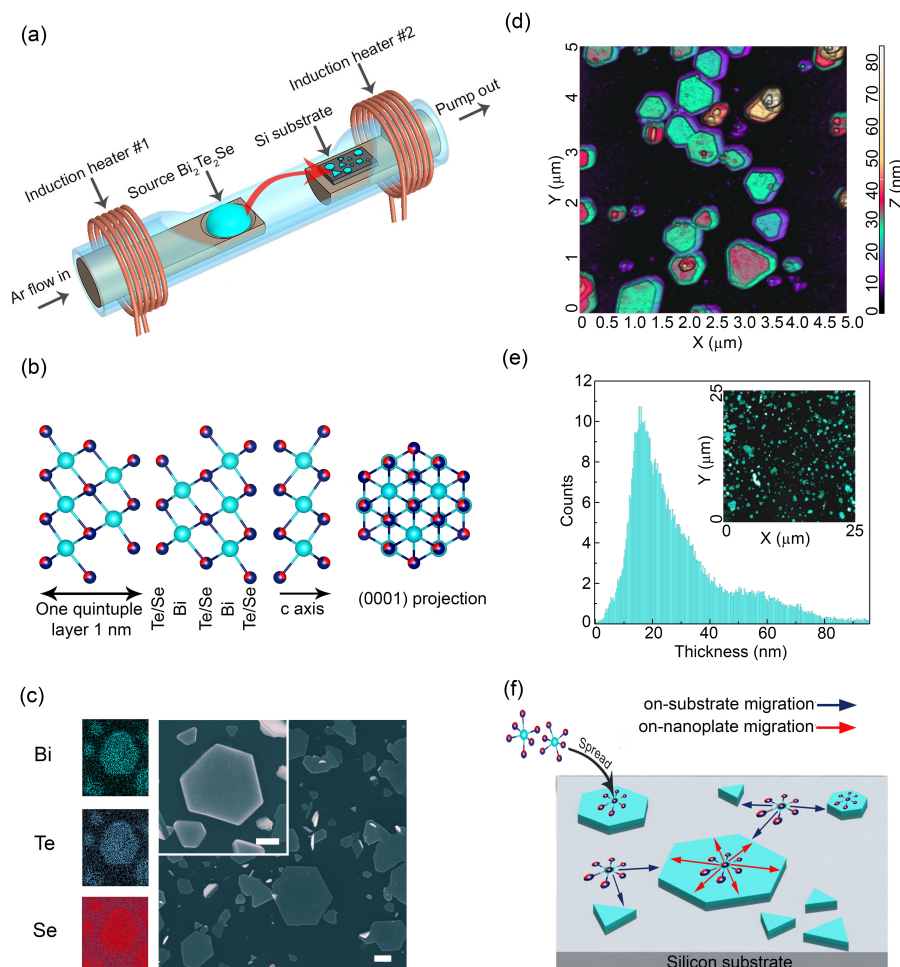 (a)
Induction heater #1
Source Bi2Te2Se
Si substrate
Induction heater #2
Pump out
Ar flow in
(b)
One quintuple
layer 1 nm
Te/Se
Bi
Te/Se
Bi
Te/Se
c axis
(0001) projection
(c)
Bi
Te
Se
(d)
Y (μm)
5
4
3
2
1
0
0 0.5 1.0 1.5 2.0 2.5 3.0 3.5 4.0 4.5 5.0
X (μm)
80
70
60
50
40
30
20
10
0
Z (nm)
(e)
Counts
12
10
8
6
4
2
0
0 20 40 60 80
Thickness (nm)
25
Y (μm)
0
0 25
X (μm)
(f)
on-substrate migration
on-nanoplate migration
Spread
Silicon substrate